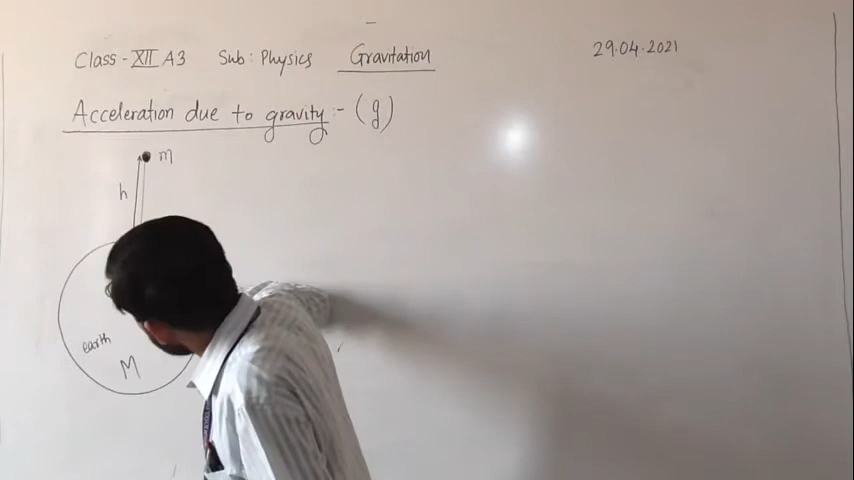 Class - XII A3 Sub: Physics Gravitation 29.04.2021
Acceleration due to gravity :- (g)
m
h
earth
M